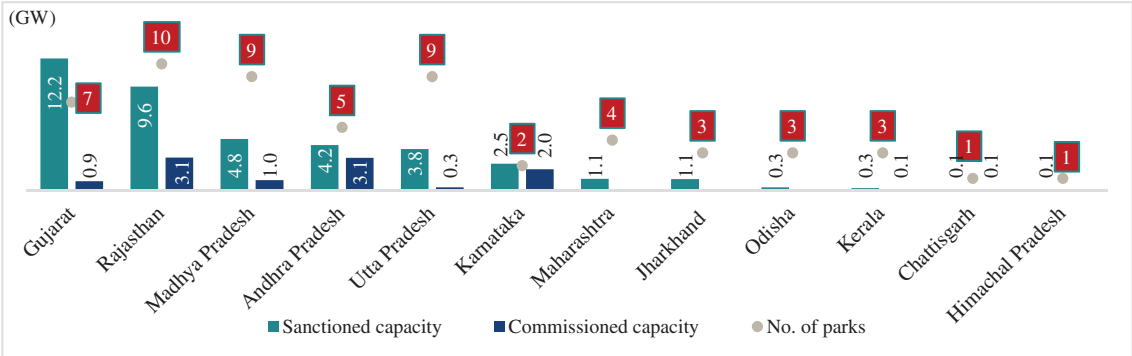 (GW)
12.2
7
0.9
10
9.6
3.1
9
4.8
1.0
5
4.2
3.1
9
3.8
0.3
2.5
2
2.0
4
1.1
3
1.1
3
0.3
3
0.3
0.1
0.1
1
0.1
0.1
1
Gujarat
Rajasthan
Madhya Pradesh
Andhra Pradesh
Utta Pradesh
Karnataka
Maharashtra
Jharkhand
Odisha
Kerala
Chattisgarh
Himachal Pradesh
Sanctioned capacity
Commissioned capacity
No. of parks